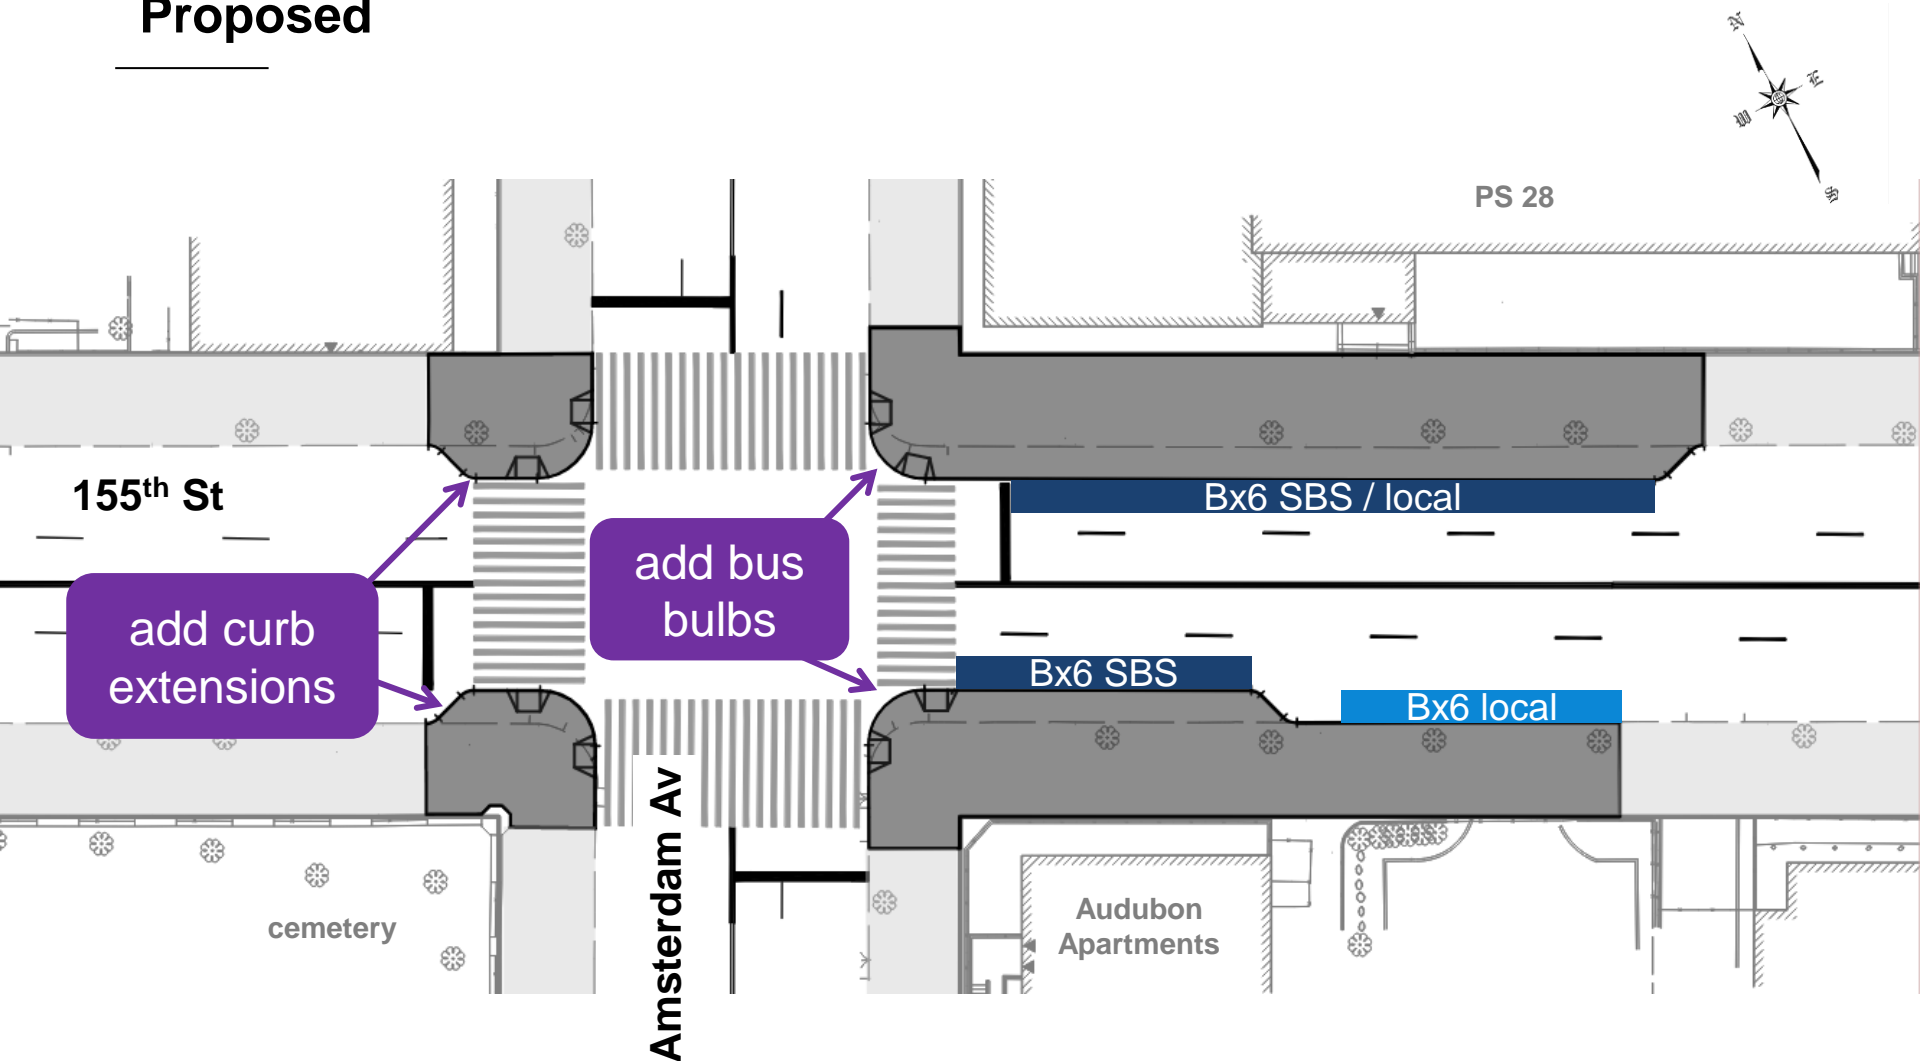 Proposed
N
E
W
S
PS 28
155th St
Bx6 SBS / local
add bus
bulbs
add curb
extensions
Bx6 SBS
Bx6 local
Amsterdam Av
cemetery
Audubon
Apartments